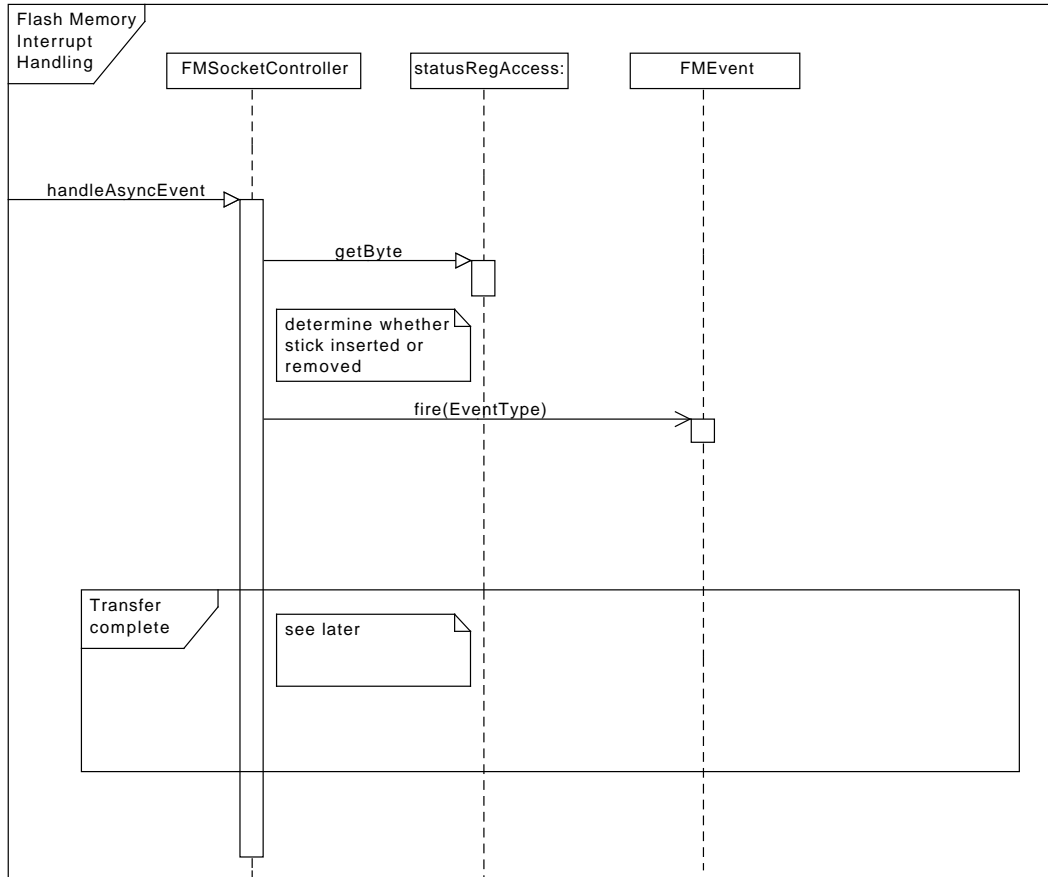 Flash Memory
Interrupt
Handling
FMSocketController
statusRegAccess:
FMEvent
handleAsyncEvent
getByte
determine whether
stick inserted or
removed
fire(EventType)
Transfer
complete
see later